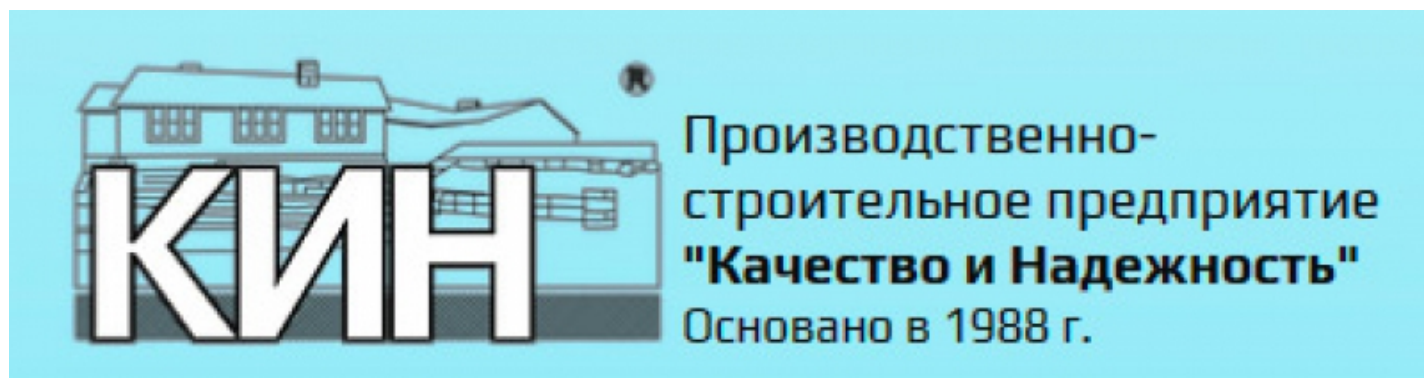 КИН
®
Производственно-
строительное предприятие
"Качество и Надежность"
Основано в 1988 г.